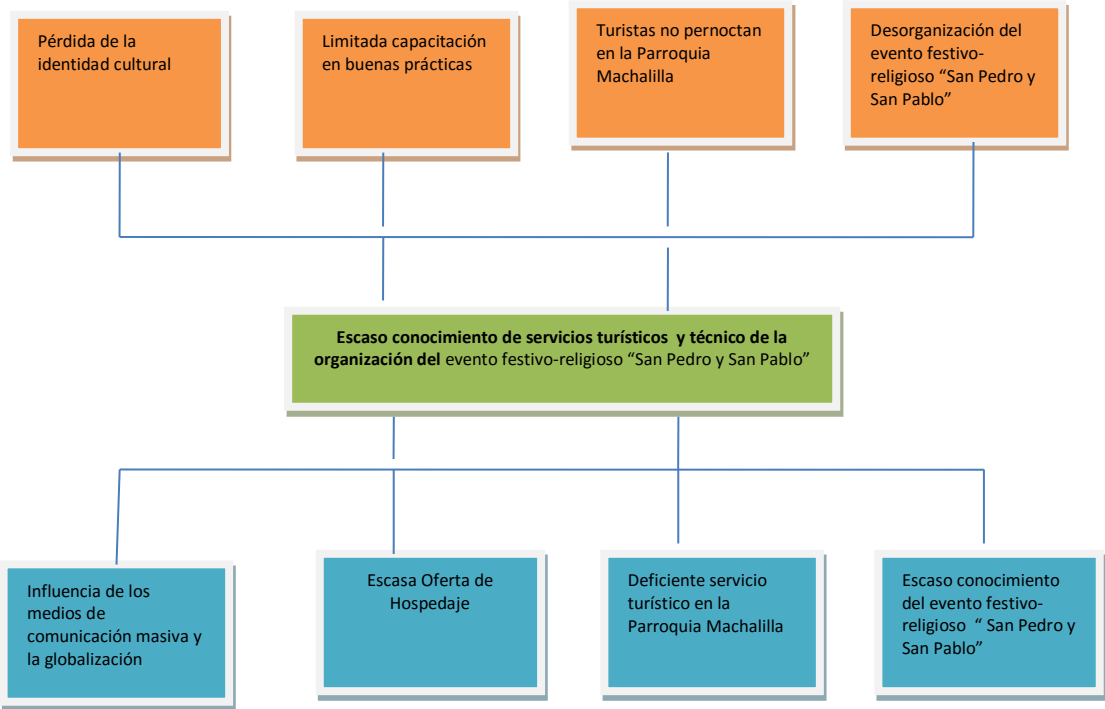 Pérdida de la
identidad cultural
Limitada capacitación
en buenas prácticas
Turistas no pernoctan
en la Parroquia
Machalilla
Desorganización del
evento festivo-
religioso “San Pedro y
San Pablo”
Escaso conocimiento de servicios turísticos y técnico de la
organización del evento festivo-religioso “San Pedro y San Pablo”
Influencia de los
medios de
comunicación masiva y
la globalización
Escasa Oferta de
Hospedaje
Deficiente servicio
turístico en la
Parroquia Machalilla
Escaso conocimiento
del evento festivo-
religioso “ San Pedro y
San Pablo”